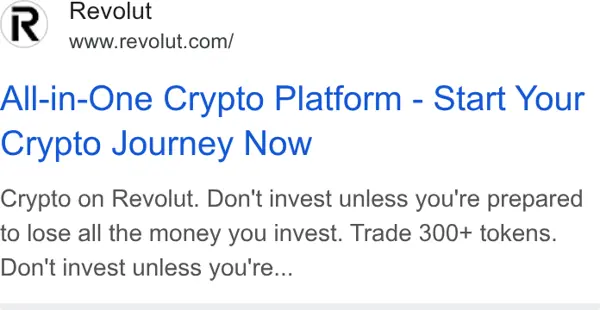 Revolut
www.revolut.com/
All-in-One Crypto Platform - Start Your
Crypto Journey Now
Crypto on Revolut. Don't invest unless you're prepared
to lose all the money you invest. Trade 300+ tokens.
Don't invest unless you're...